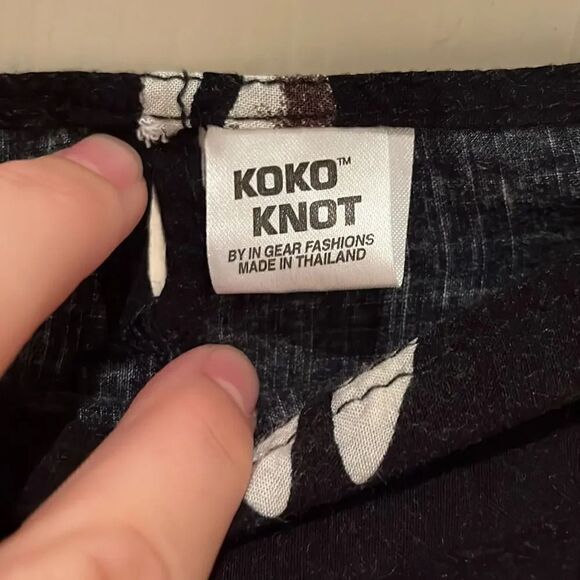 KOKO™
KNOT
BY IN GEAR FASHIONS
MADE IN THAILAND